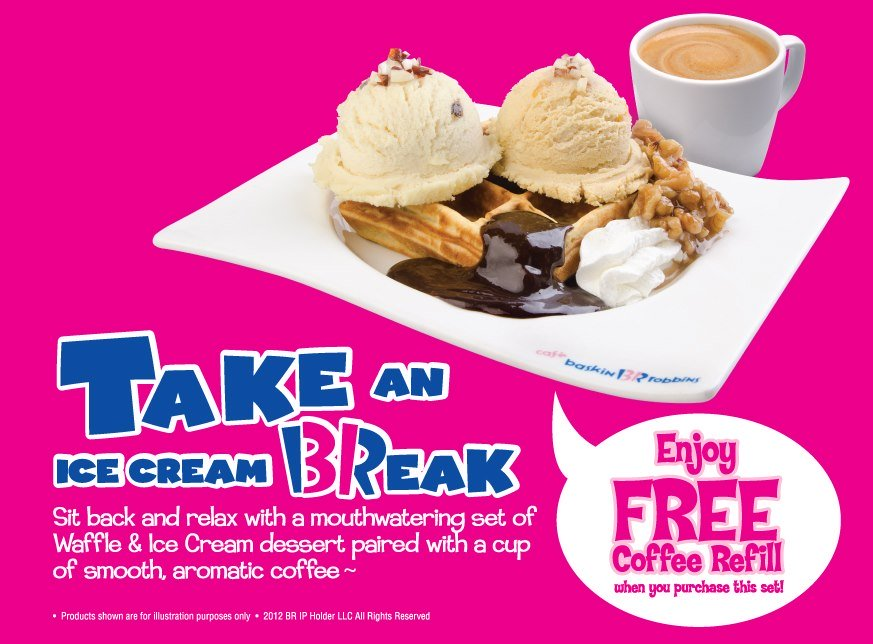 café
baskin BR robbins
TAKE AN
ICE CREAM BREAK
Sit back and relax with a mouthwatering set of
Waffle & Ice Cream dessert paired with a cup
of smooth, aromatic coffee ~
Enjoy
FREE
Coffee Refill
when you purchase this set!
• Products shown are for illustration purposes only • 2012 BR IP Holder LLC All Rights Reserved